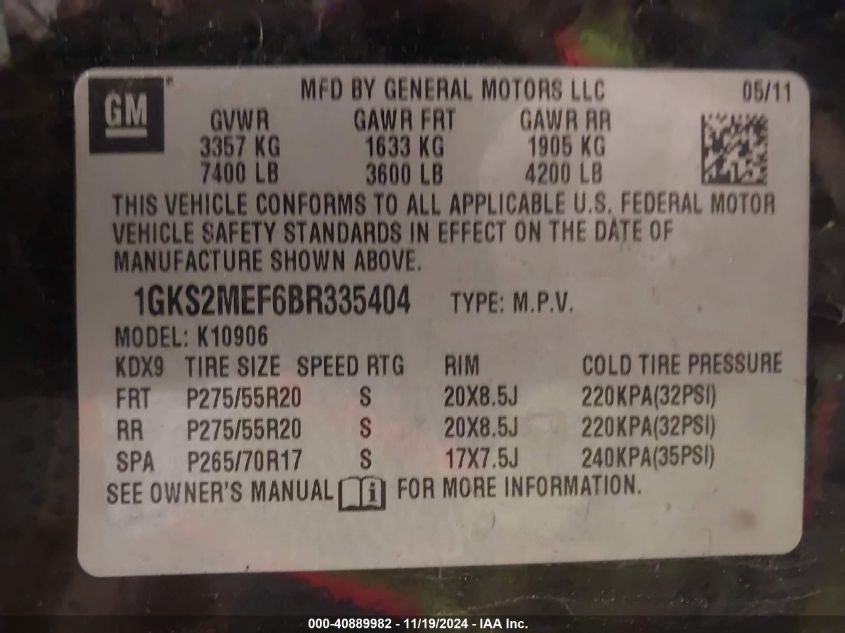 GM ®
MFD BY GENERAL MOTORS LLC 05/11
GVWR GAWR FRT GAWR RR
3357 KG 1633 KG 1905 KG
7400 LB 3600 LB 4200 LB
THIS VEHICLE CONFORMS TO ALL APPLICABLE U.S. FEDERAL MOTOR
VEHICLE SAFETY STANDARDS IN EFFECT ON THE DATE OF
MANUFACTURE SHOWN ABOVE.
1GKS2MEF6BR335404 TYPE: M.P.V.
MODEL: K10906
KDX9 TIRE SIZE SPEED RTG RIM COLD TIRE PRESSURE
FRT P275/55R20 S 20X8.5J 220KPA(32PSI)
RR P275/55R20 S 20X8.5J 220KPA(32PSI)
SPA P265/70R17 S 17X7.5J 240KPA(35PSI)
SEE OWNER'S MANUAL i FOR MORE INFORMATION.
000-40889982 - 11/19/2024 - IAA Inc.